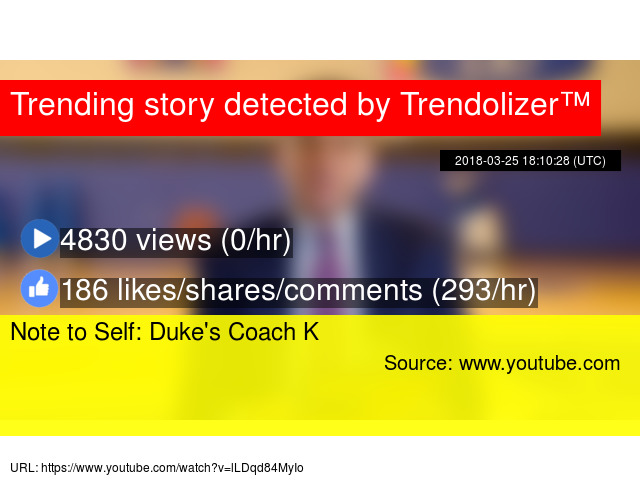 Trending story detected by Trendolizer™
2018-03-25 18:10:28 (UTC)
4830 views (0/hr)
186 likes/shares/comments (293/hr)
Note to Self: Duke's Coach K
Source: www.youtube.com
URL: https://www.youtube.com/watch?v=lLDqd84MyIo